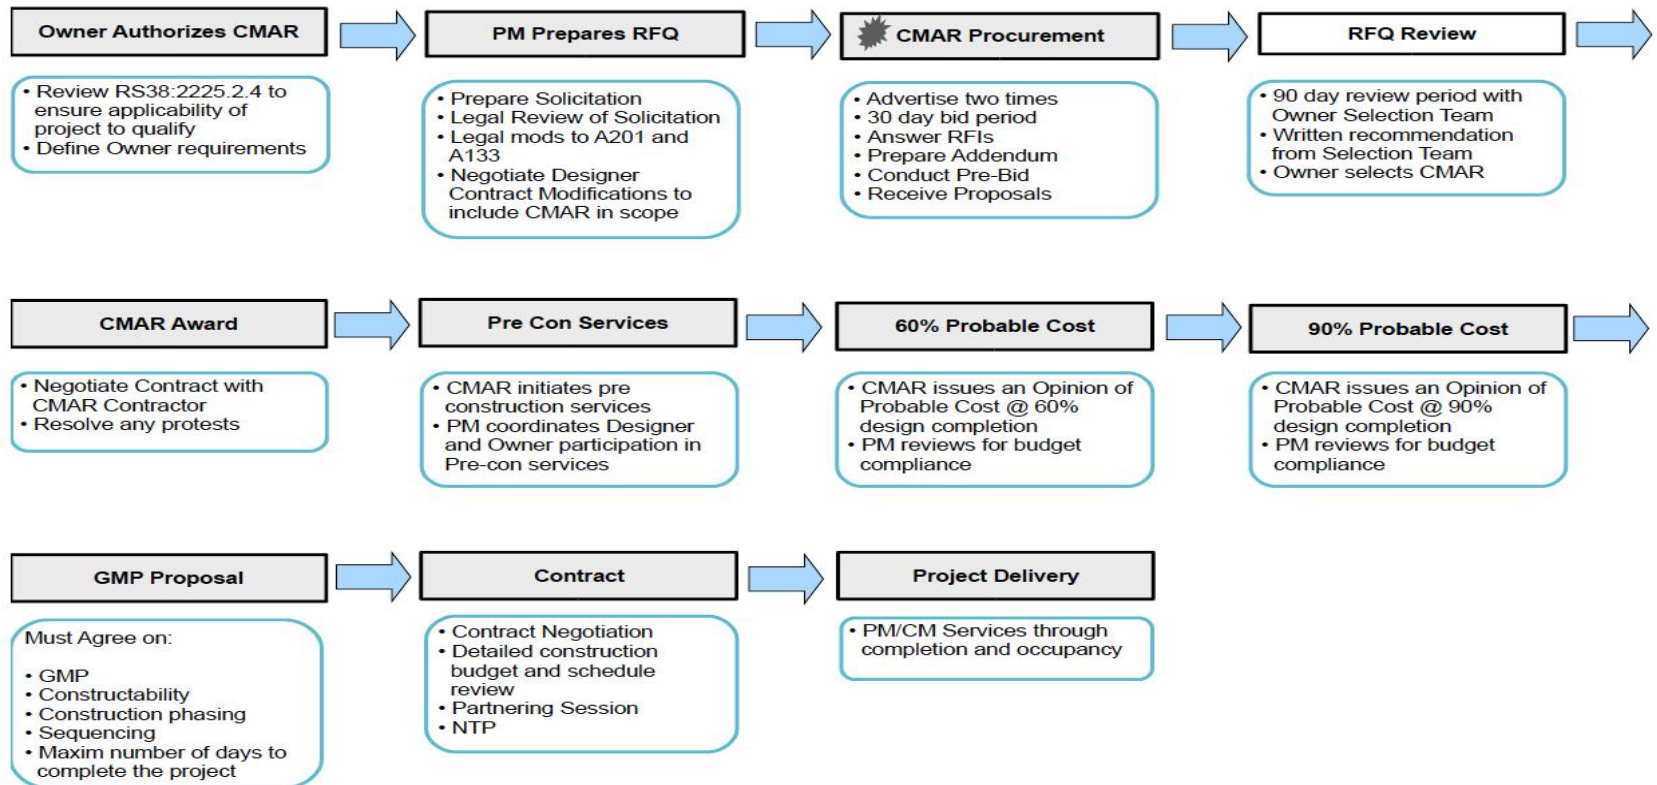 Owner Authorizes CMAR
• Review RS38:2225.2.4 to
ensure applicability of
project to qualify
• Define Owner requirements
PM Prepares RFQ
• Prepare Solicitation
• Legal Review of Solicitation
• Legal mods to A201 and
A133
• Negotiate Designer
Contract Modifications to
include CMAR in scope
CMAR Procurement
• Advertise two times
• 30 day bid period
• Answer RFIs
• Prepare Addendum
• Conduct Pre-Bid
• Receive Proposals
RFQ Review
• 90 day review period with
Owner Selection Team
• Written recommendation
from Selection Team
• Owner selects CMAR
CMAR Award
• Negotiate Contract with
CMAR Contractor
• Resolve any protests
Pre Con Services
• CMAR initiates pre
construction services
• PM coordinates Designer
and Owner participation in
Pre-con services
60% Probable Cost
• CMAR issues an Opinion of
Probable Cost @ 60%
design completion
• PM reviews for budget
compliance
90% Probable Cost
• CMAR issues an Opinion of
Probable Cost @ 90%
design completion
• PM reviews for budget
compliance
GMP Proposal
Must Agree on:
• GMP
• Constructability
• Construction phasing
• Sequencing
• Maxim number of days to
complete the project
Contract
• Contract Negotiation
• Detailed construction
budget and schedule
review
• Partnering Session
• NTP
Project Delivery
• PM/CM Services through
completion and occupancy